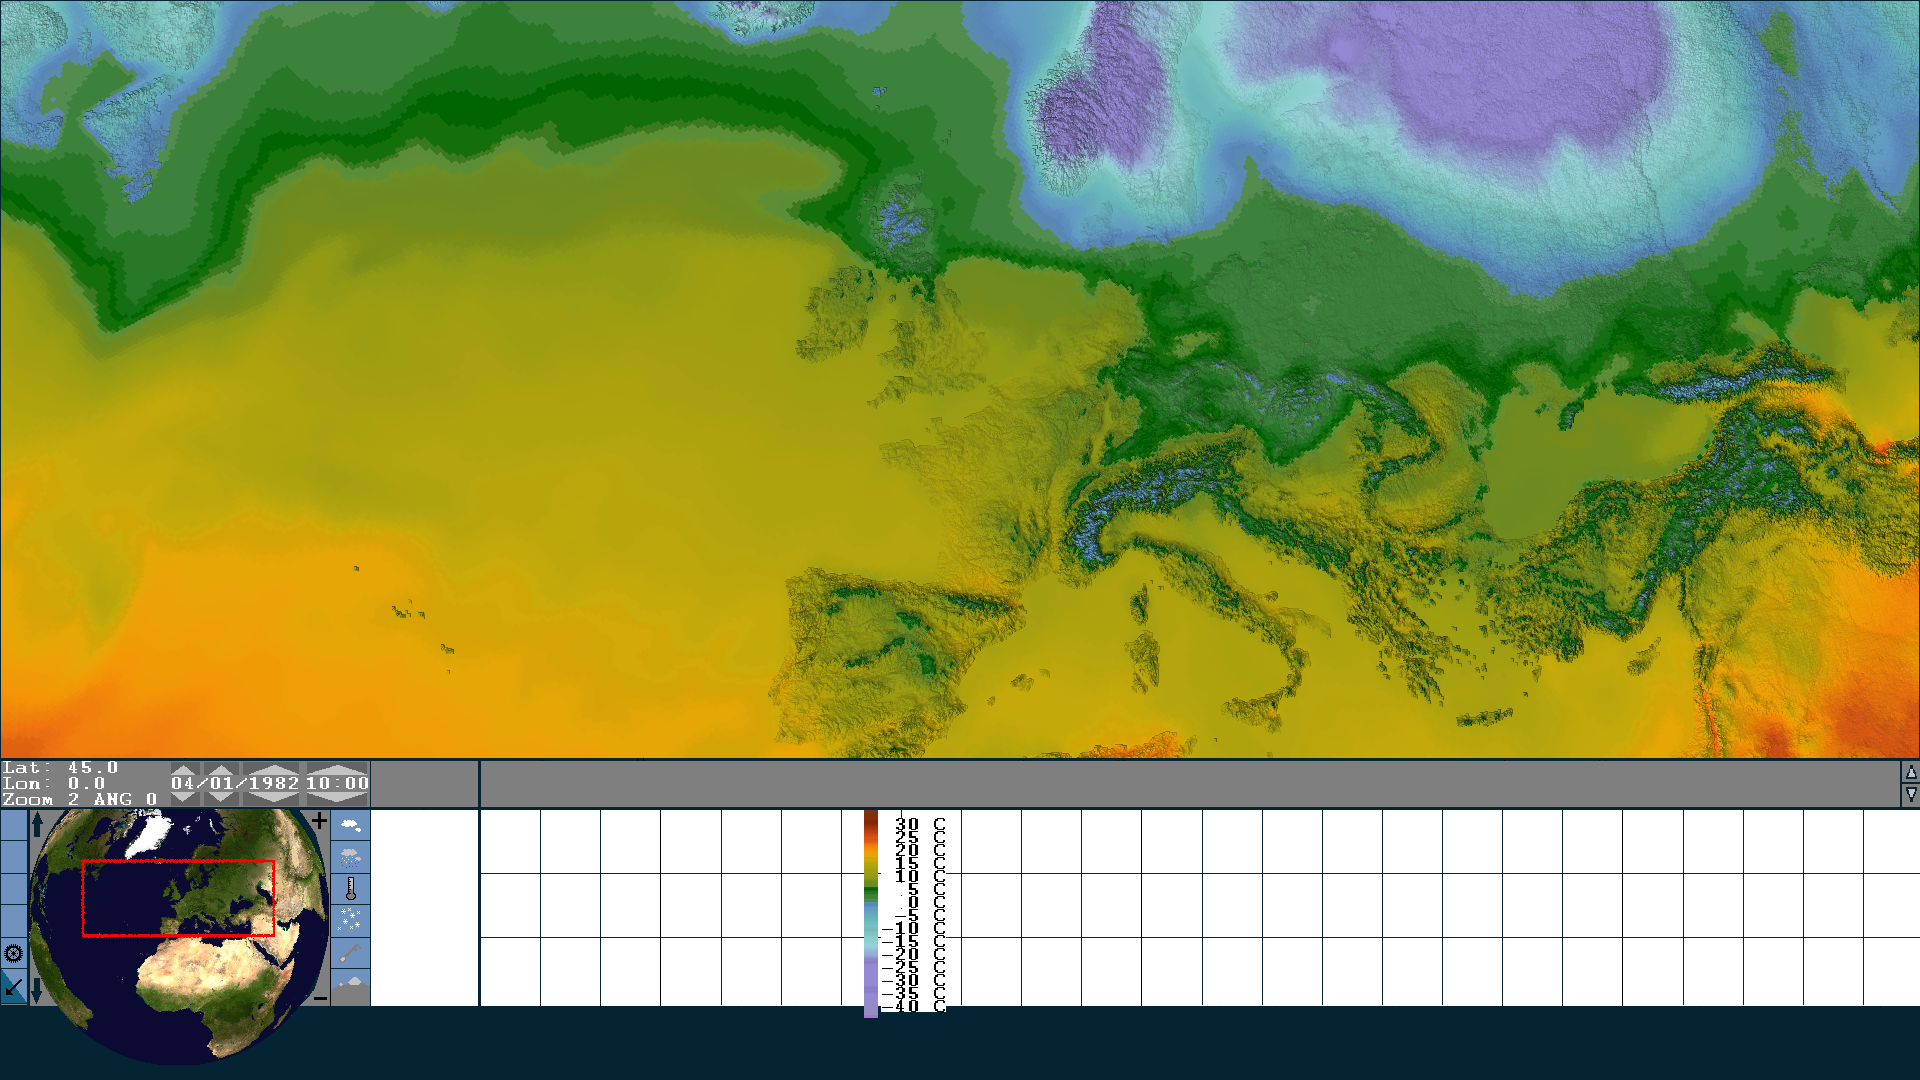 Lat: 45.0
Lon: 0.0
Zoom 2 ANG 0
04/01/1982 10:00
+
−
30 C
25 C
20 C
15 C
10 C
5 C
0 C
−5 C
−10 C
−15 C
−20 C
−25 C
−30 C
−35 C
−40 C